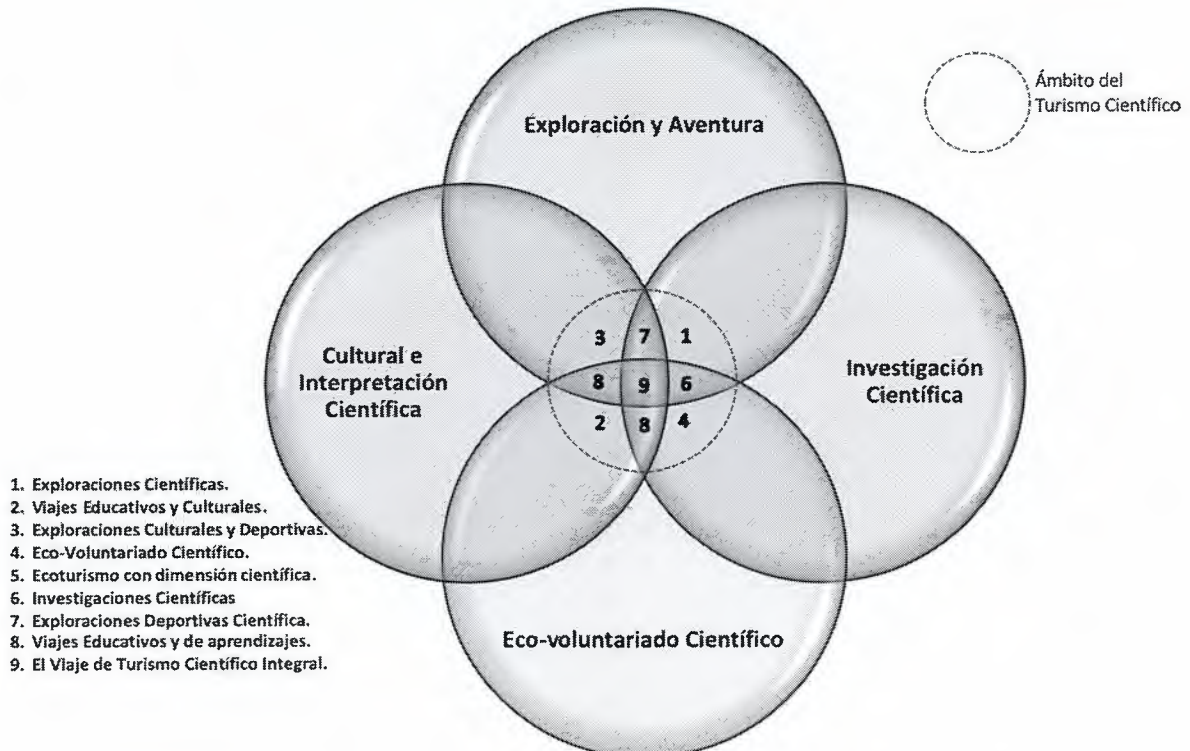 Exploración y Aventura
Ámbito del
Turismo Científico
Cultural e
Interpretación
Científica
Investigación
Científica
3 7 1
8 9 6
2 8 4
1. Exploraciones Científicas.
2. Viajes Educativos y Culturales.
3. Exploraciones Culturales y Deportivas.
4. Eco-Voluntariado Científico.
5. Ecoturismo con dimensión científica.
6. Investigaciones Científicas
7. Exploraciones Deportivas Científica.
8. Viajes Educativos y de aprendizajes.
9. El Viaje de Turismo Científico Integral.
Eco-voluntariado Científico